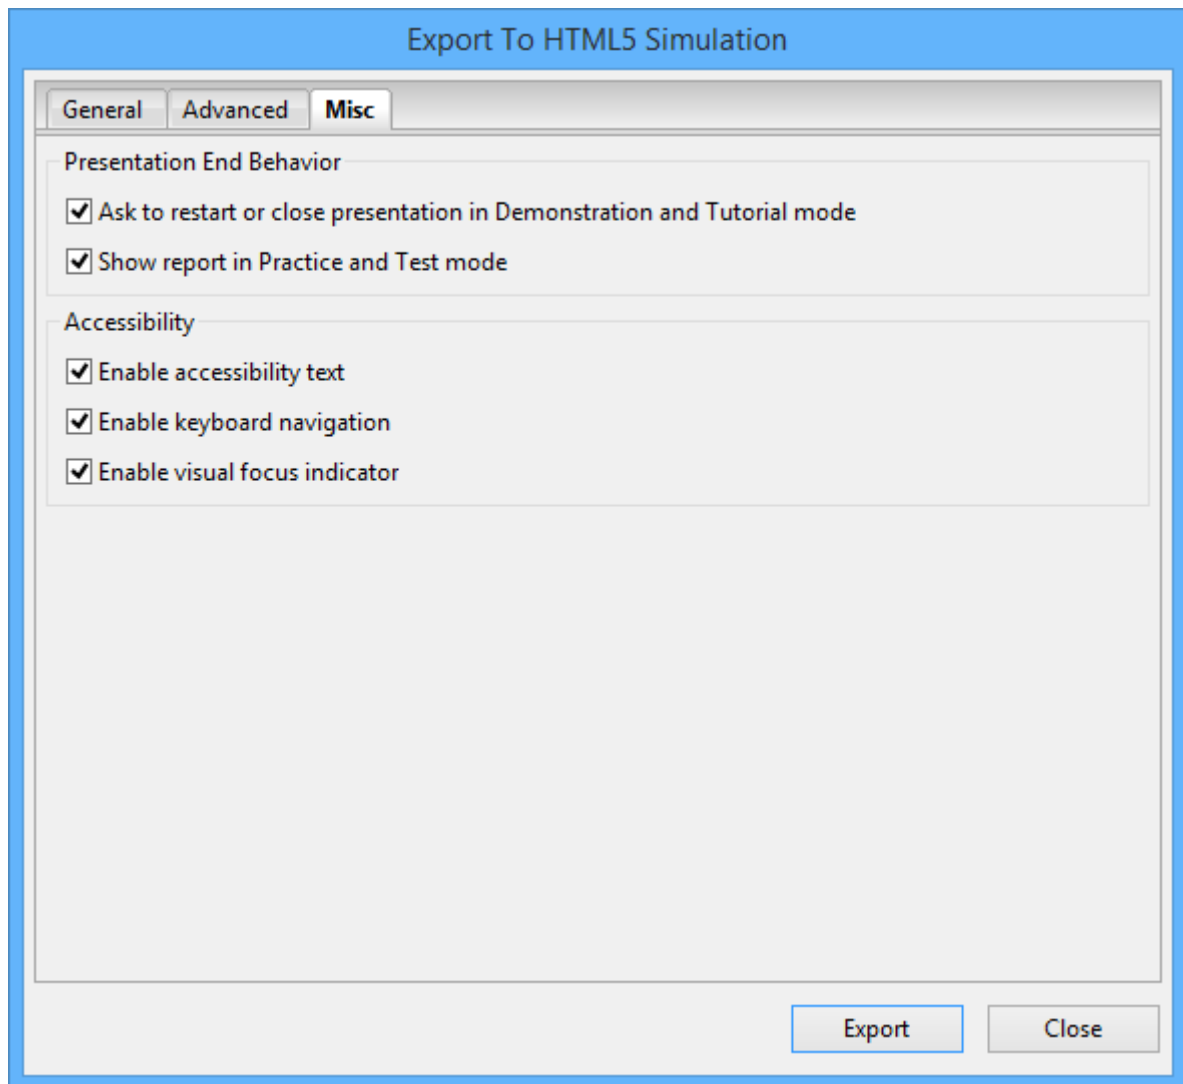 Export To HTML5 Simulation
General Advanced Misc
Presentation End Behavior
Ask to restart or close presentation in Demonstration and Tutorial mode
Show report in Practice and Test mode
Accessibility
Enable accessibility text
Enable keyboard navigation
Enable visual focus indicator
Export Close